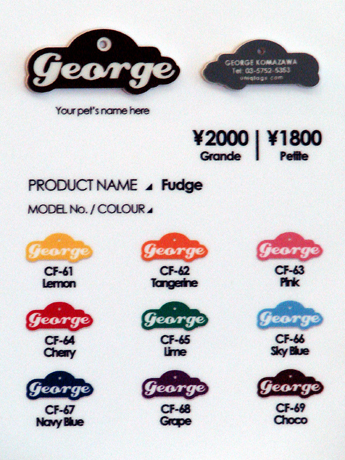 George
GEORGE KOMAZAWA
Tel: 03-5752-5353
Your pet's name here
¥2000 | ¥1800
Grande Petite
PRODUCT NAME Fudge
MODEL No. / COLOUR
George George George
CF-61 CF-62 CF-63
Lemon Tangerine Pink
George George George
CF-64 CF-65 CF-66
Cherry Lime Sky Blue
George George George
CF-67 CF-68 CF-69
Navy Blue Grape Choco